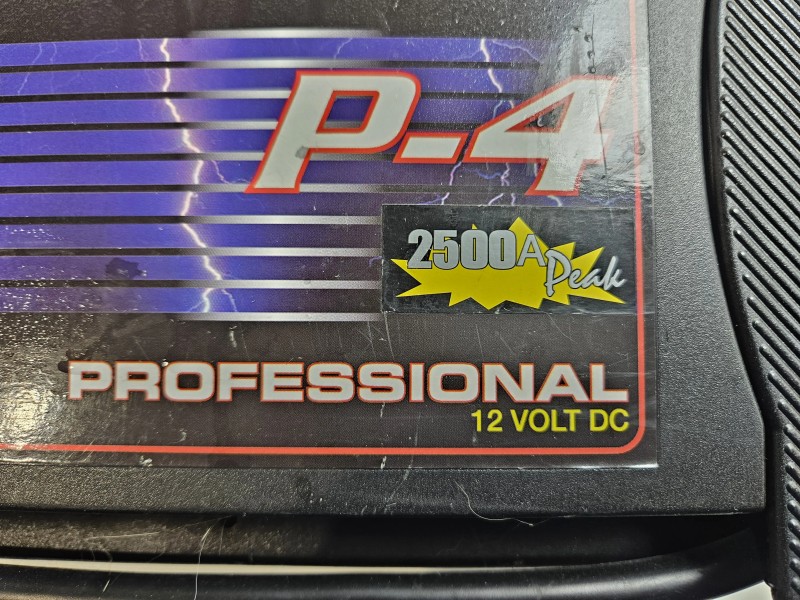 P-4
2500A
Peak
PROFESSIONAL
12 VOLT DC